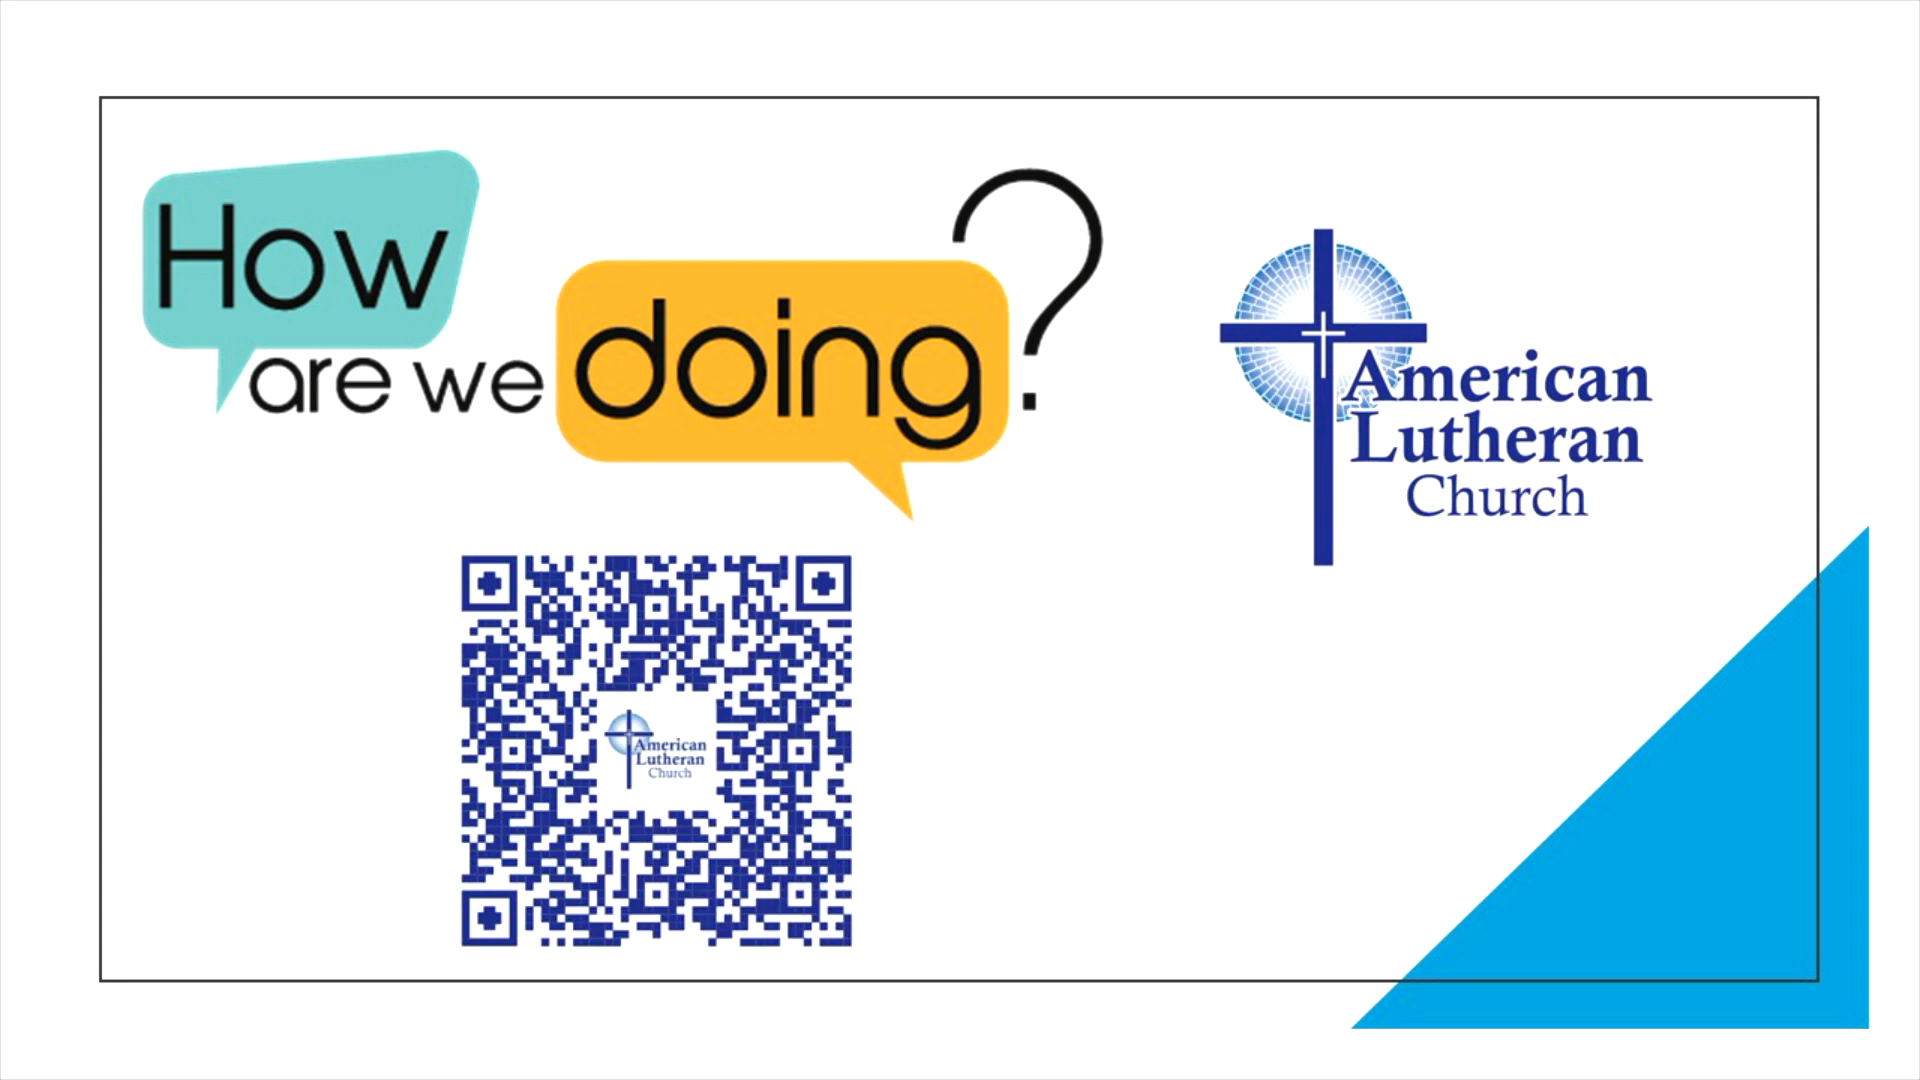 How
are we doing?
American
Lutheran
Church
American
Lutheran
Church